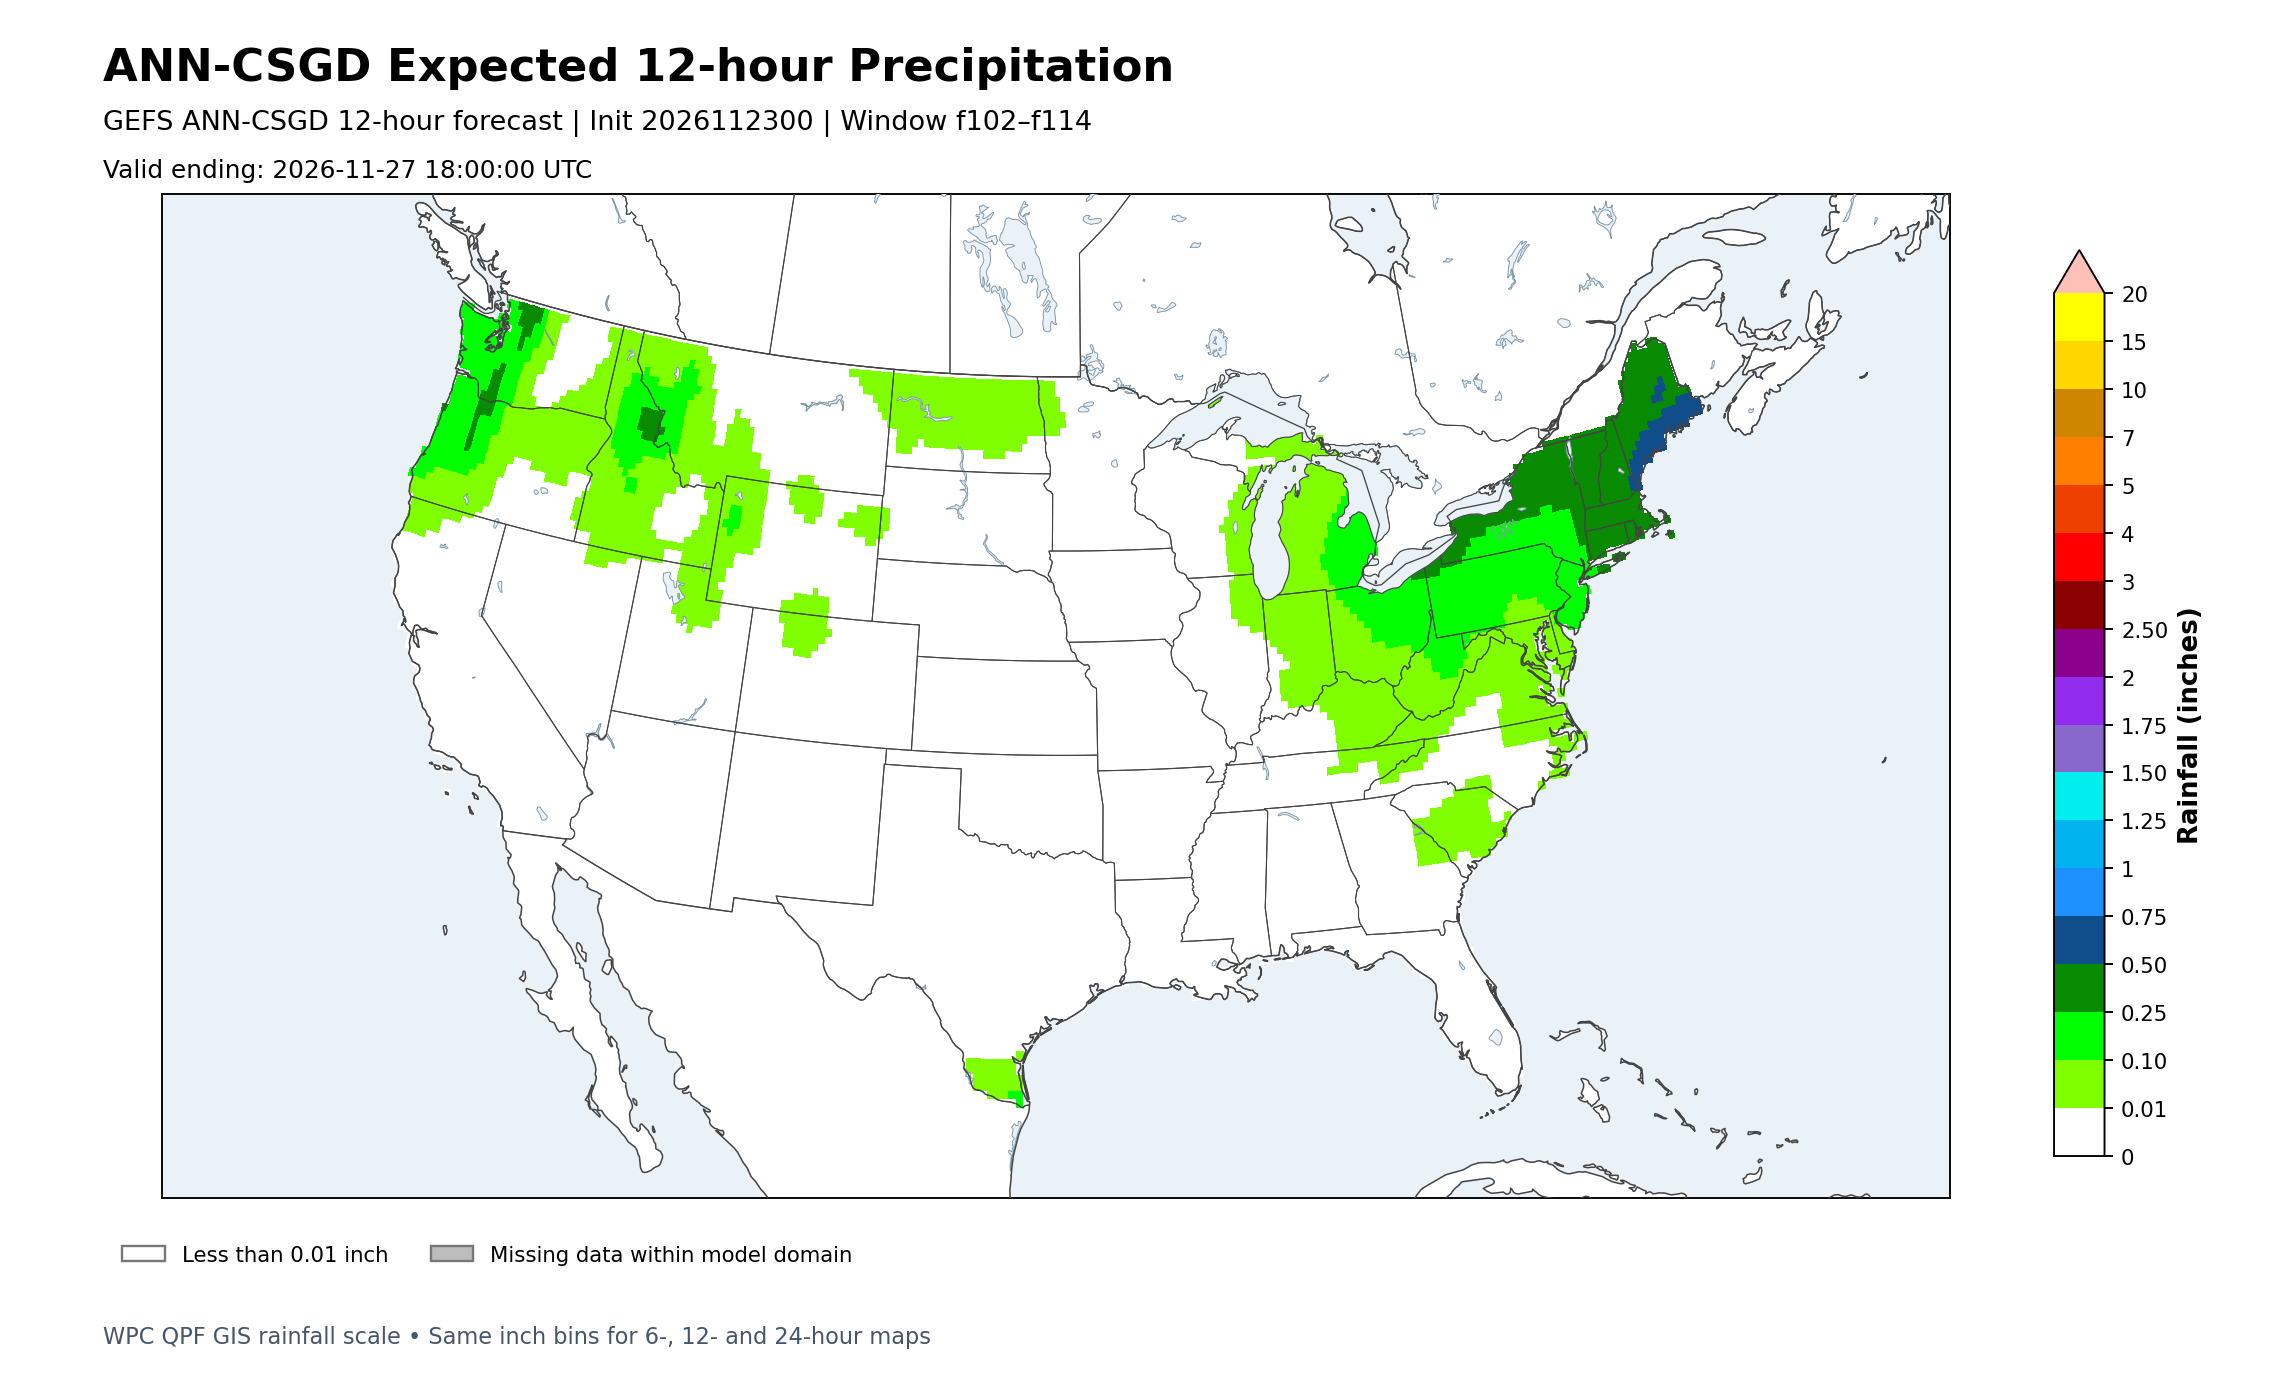 ANN-CSGD Expected 12-hour Precipitation
GEFS ANN-CSGD 12-hour forecast | Init 2026112300 | Window f102–f114
Valid ending: 2026-11-27 18:00:00 UTC
20
15
10
7
5
4
3
2.50
2
1.75
1.50
1.25
1
0.75
0.50
0.25
0.10
0.01
0
Rainfall (inches)
Less than 0.01 inch
Missing data within model domain
WPC QPF GIS rainfall scale • Same inch bins for 6-, 12- and 24-hour maps